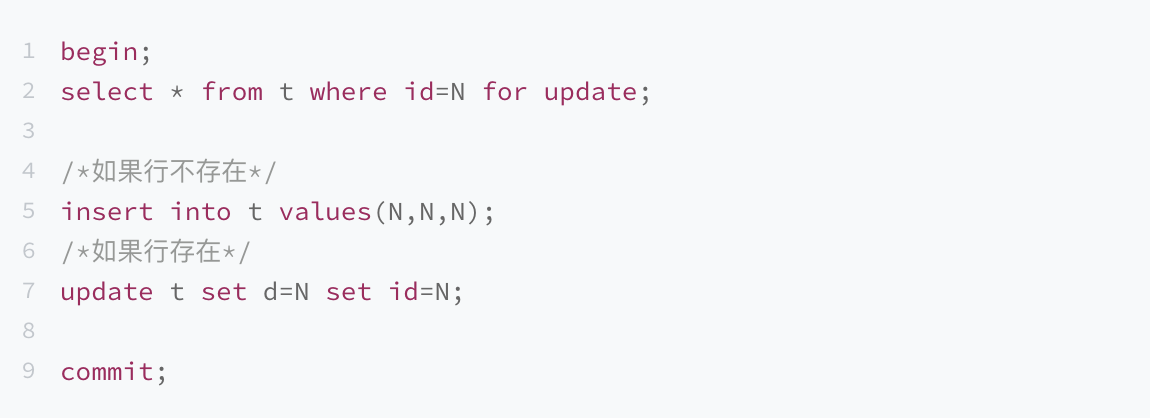 1 begin;
2 select * from t where id=N for update;
3
4 /*如果行不存在*/
5 insert into t values(N,N,N);
6 /*如果行存在*/
7 update t set d=N set id=N;
8
9 commit;